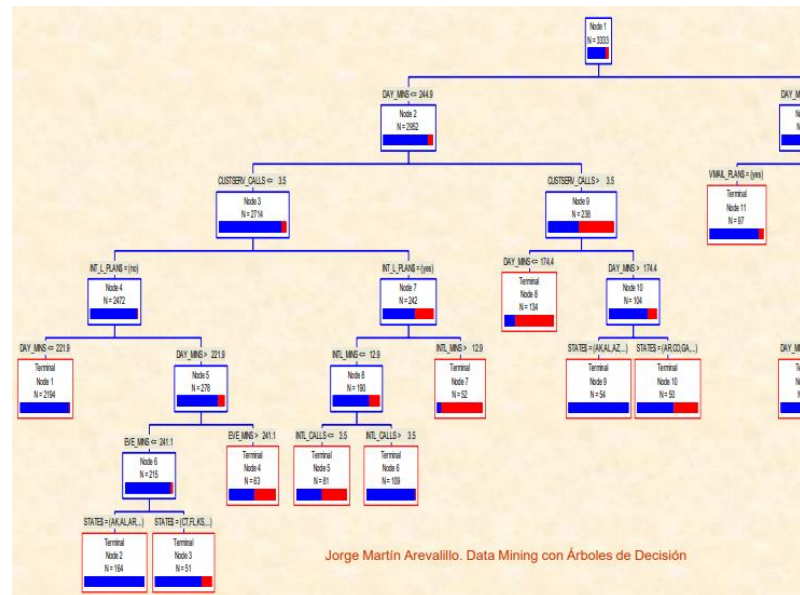 Node 1
N = 3333
DAY_MINS <= 244.9
DAY_M
Node 2
N = 2952
N
CUSTSERV_CALLS <= 3.5
CUSTSERV_CALLS > 3.5
VMAIL_PLANS = (yes)
Node 3
N = 2714
Node 9
N = 238
Terminal
Node 11
N = 97
INT_L_PLANS = (no)
INT_L_PLANS = (yes)
DAY_MINS <= 174.4
DAY_MINS > 174.4
Node 4
N = 2472
Node 7
N = 242
Terminal
Node 8
N = 134
Node 10
N = 104
DAY_MINS <= 221.9
DAY_MINS > 221.9
INTL_MINS <= 12.9
INTL_MINS > 12.9
STATES = (AK,AL,AZ,...)
STATES = (AR,CO,GA,...)
DAY_M
Terminal
Node 1
N = 2194
Node 5
N = 278
Node 8
N = 190
Terminal
Node 7
N = 52
Terminal
Node 9
N = 54
Terminal
Node 10
N = 50
EVE_MINS <= 241.1
EVE_MINS > 241.1
INTL_CALLS <= 3.5
INTL_CALLS > 3.5
Node 6
N = 215
Terminal
Node 4
N = 63
Terminal
Node 5
N = 81
Terminal
Node 6
N = 109
STATES = (AK,AL,AR,...)
STATES = (CT,FL,KS,...)
Terminal
Node 2
N = 164
Terminal
Node 3
N = 51
Jorge Martín Arevalillo. Data Mining con Árboles de Decisión